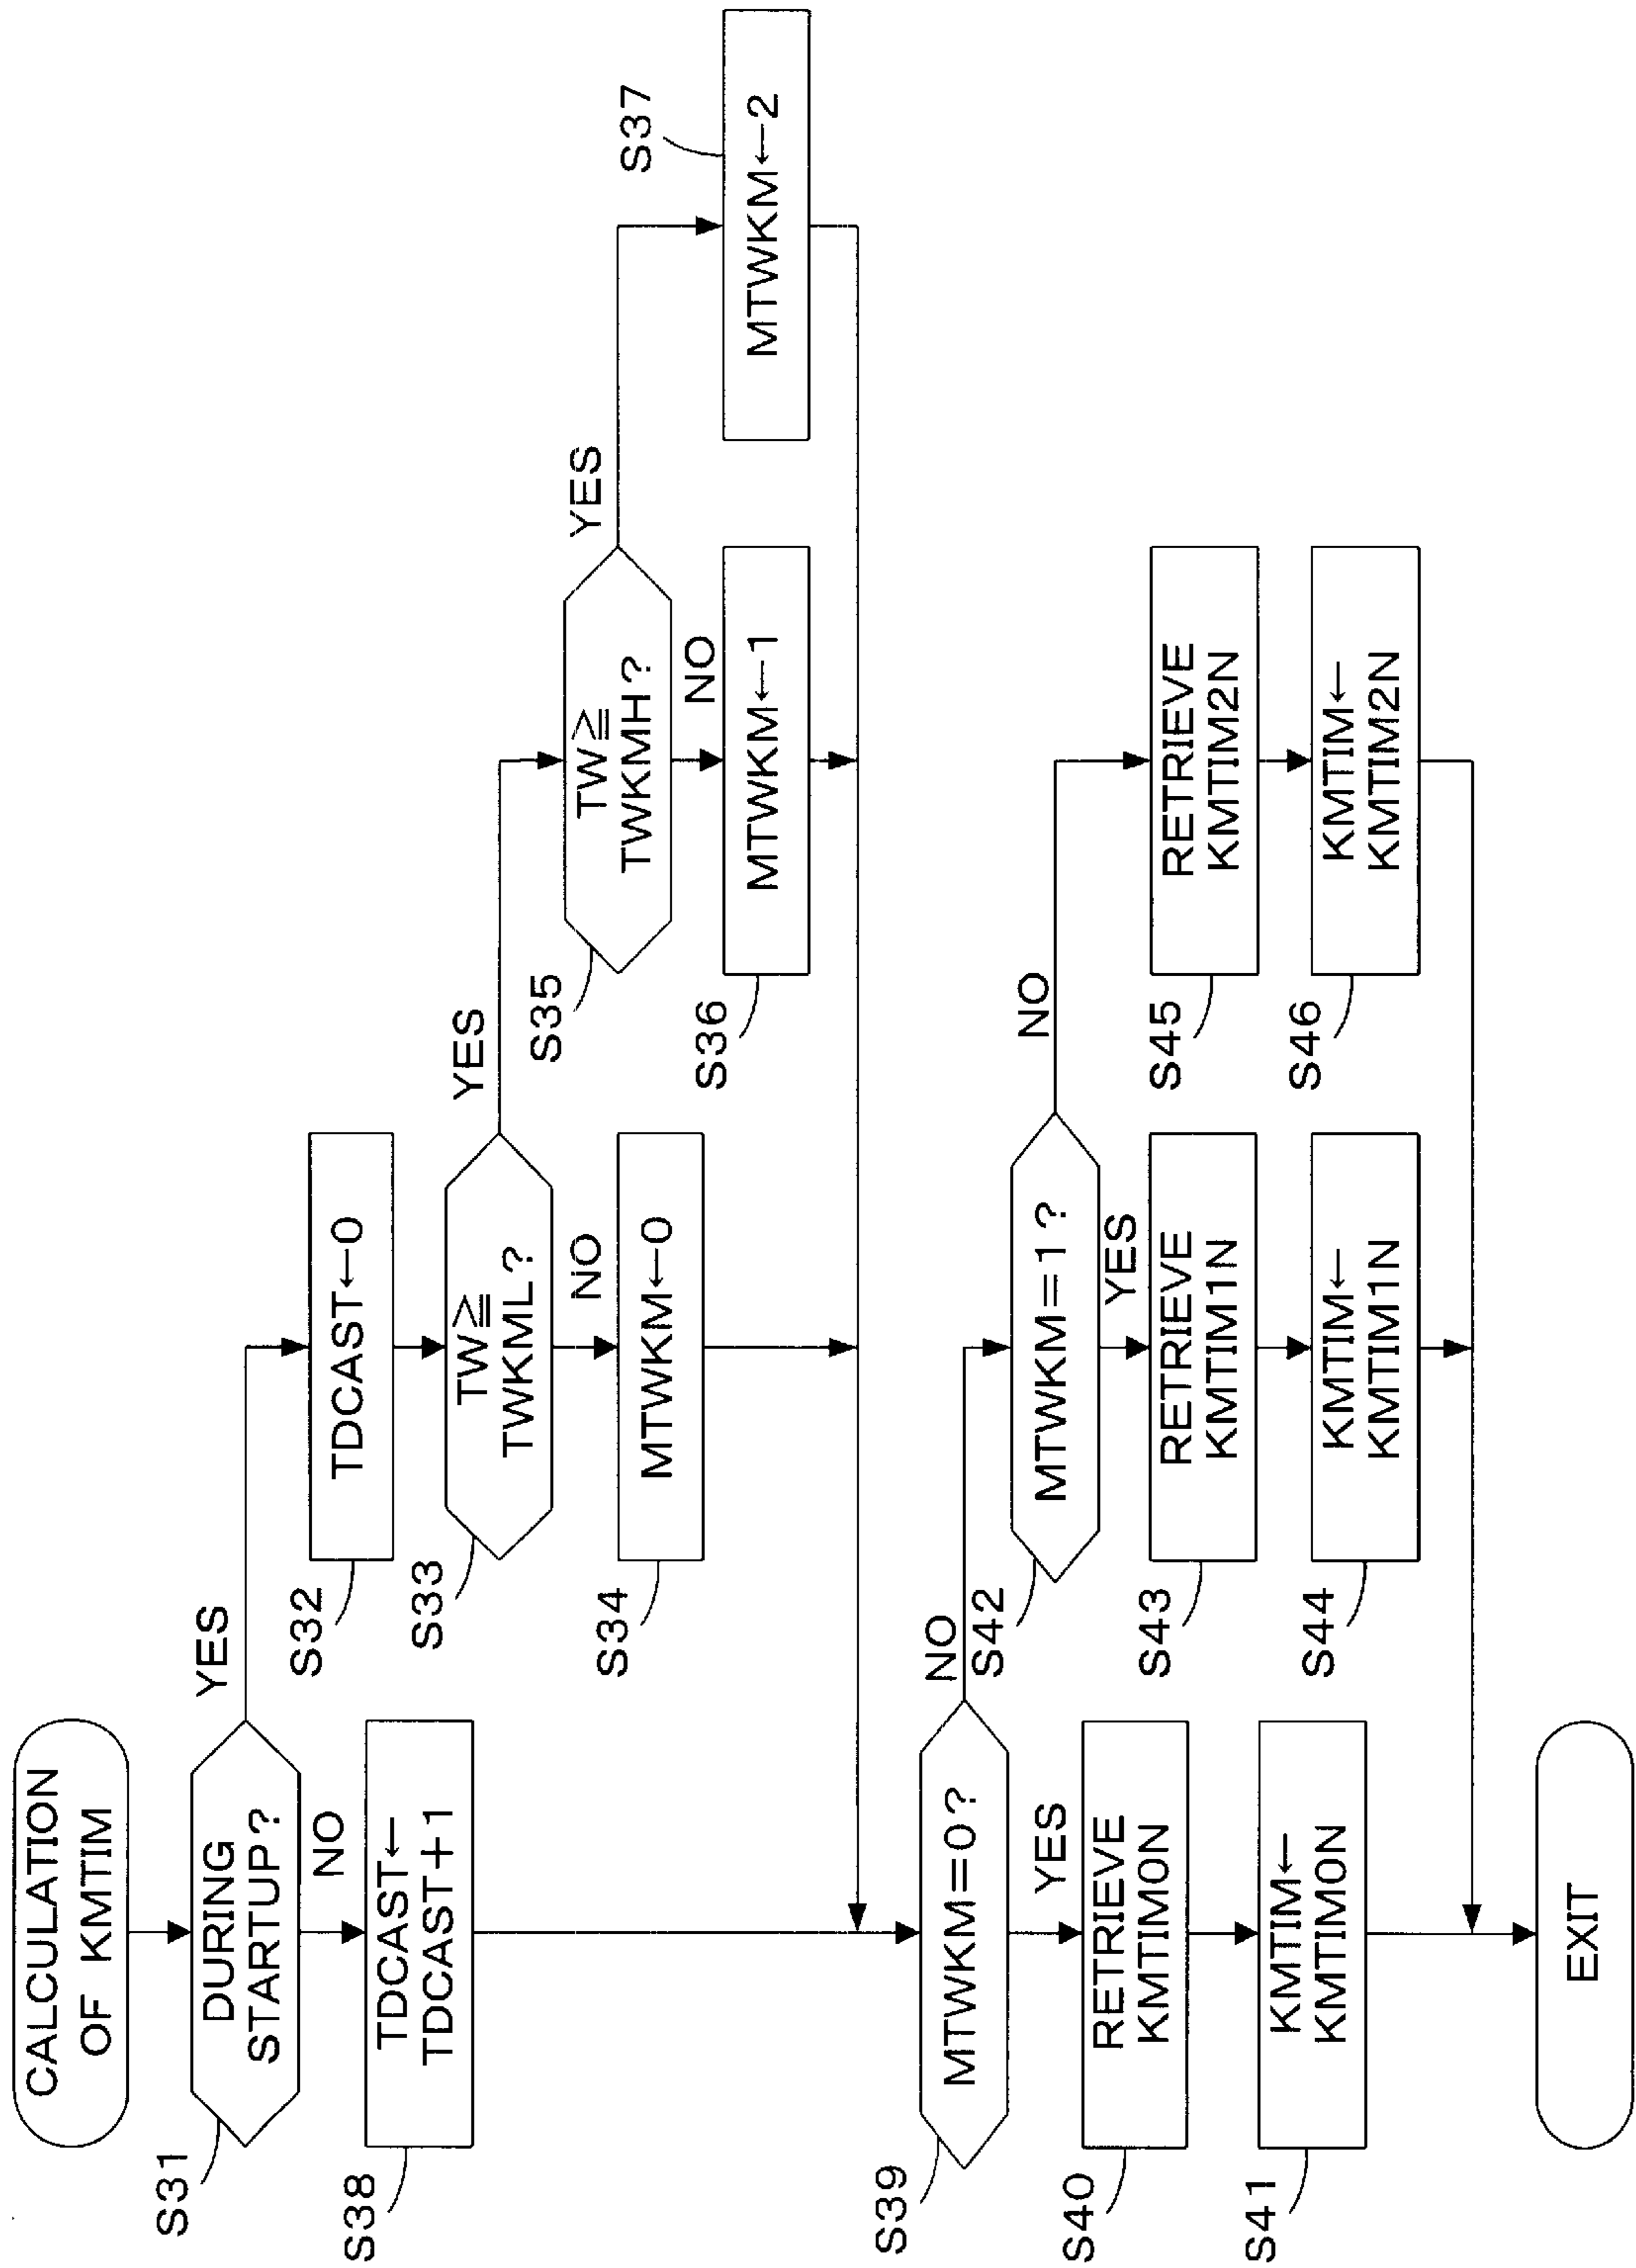 CALCULATION
OF KMTIM
S31
DURING
STARTUP?
YES
NO
S32
TDCAST←0
S33
TW≧
TWKML?
YES
NO
S34
MTWKM←0
S35
TW≧
TWKMH?
YES
NO
S36
MTWKM←1
S37
MTWKM←2
S38
TDCAST←
TDCAST+1
S39
MTWKM=0?
NO
YES
S40
RETRIEVE
KMTIM0N
S41
KMTIM←
KMTIM0N
S42
MTWKM=1?
NO
YES
S43
RETRIEVE
KMTIM1N
S44
KMTIM←
KMTIM1N
S45
RETRIEVE
KMTIM2N
S46
KMTIM←
KMTIM2N
EXIT